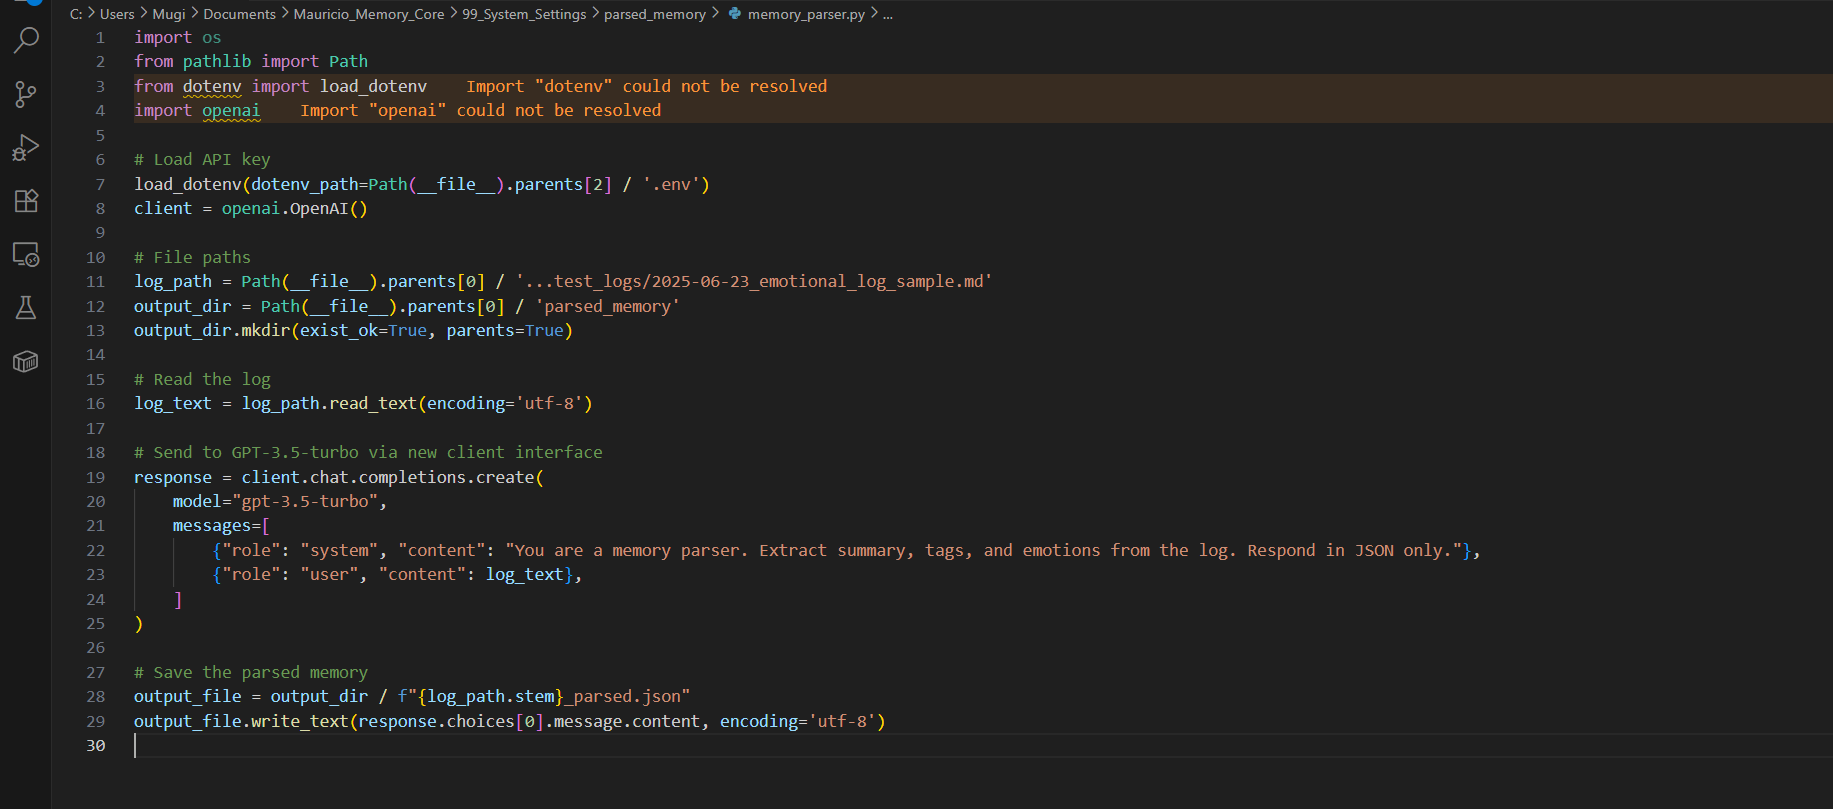 C: > Users > Mugi > Documents > Mauricio_Memory_Core > 99_System_Settings > parsed_memory > memory_parser.py > ...
1 import os
2 from pathlib import Path
3 from dotenv import load_dotenv    Import "dotenv" could not be resolved
4 import openai    Import "openai" could not be resolved
5
6 # Load API key
7 load_dotenv(dotenv_path=Path(__file__).parents[2] / '.env')
8 client = openai.OpenAI()
9
10 # File paths
11 log_path = Path(__file__).parents[0] / '...test_logs/2025-06-23_emotional_log_sample.md'
12 output_dir = Path(__file__).parents[0] / 'parsed_memory'
13 output_dir.mkdir(exist_ok=True, parents=True)
14
15 # Read the log
16 log_text = log_path.read_text(encoding='utf-8')
17
18 # Send to GPT-3.5-turbo via new client interface
19 response = client.chat.completions.create(
20     model="gpt-3.5-turbo",
21     messages=[
22         {"role": "system", "content": "You are a memory parser. Extract summary, tags, and emotions from the log. Respond in JSON only."},
23         {"role": "user", "content": log_text},
24     ]
25 )
26
27 # Save the parsed memory
28 output_file = output_dir / f"{log_path.stem}_parsed.json"
29 output_file.write_text(response.choices[0].message.content, encoding='utf-8')
30